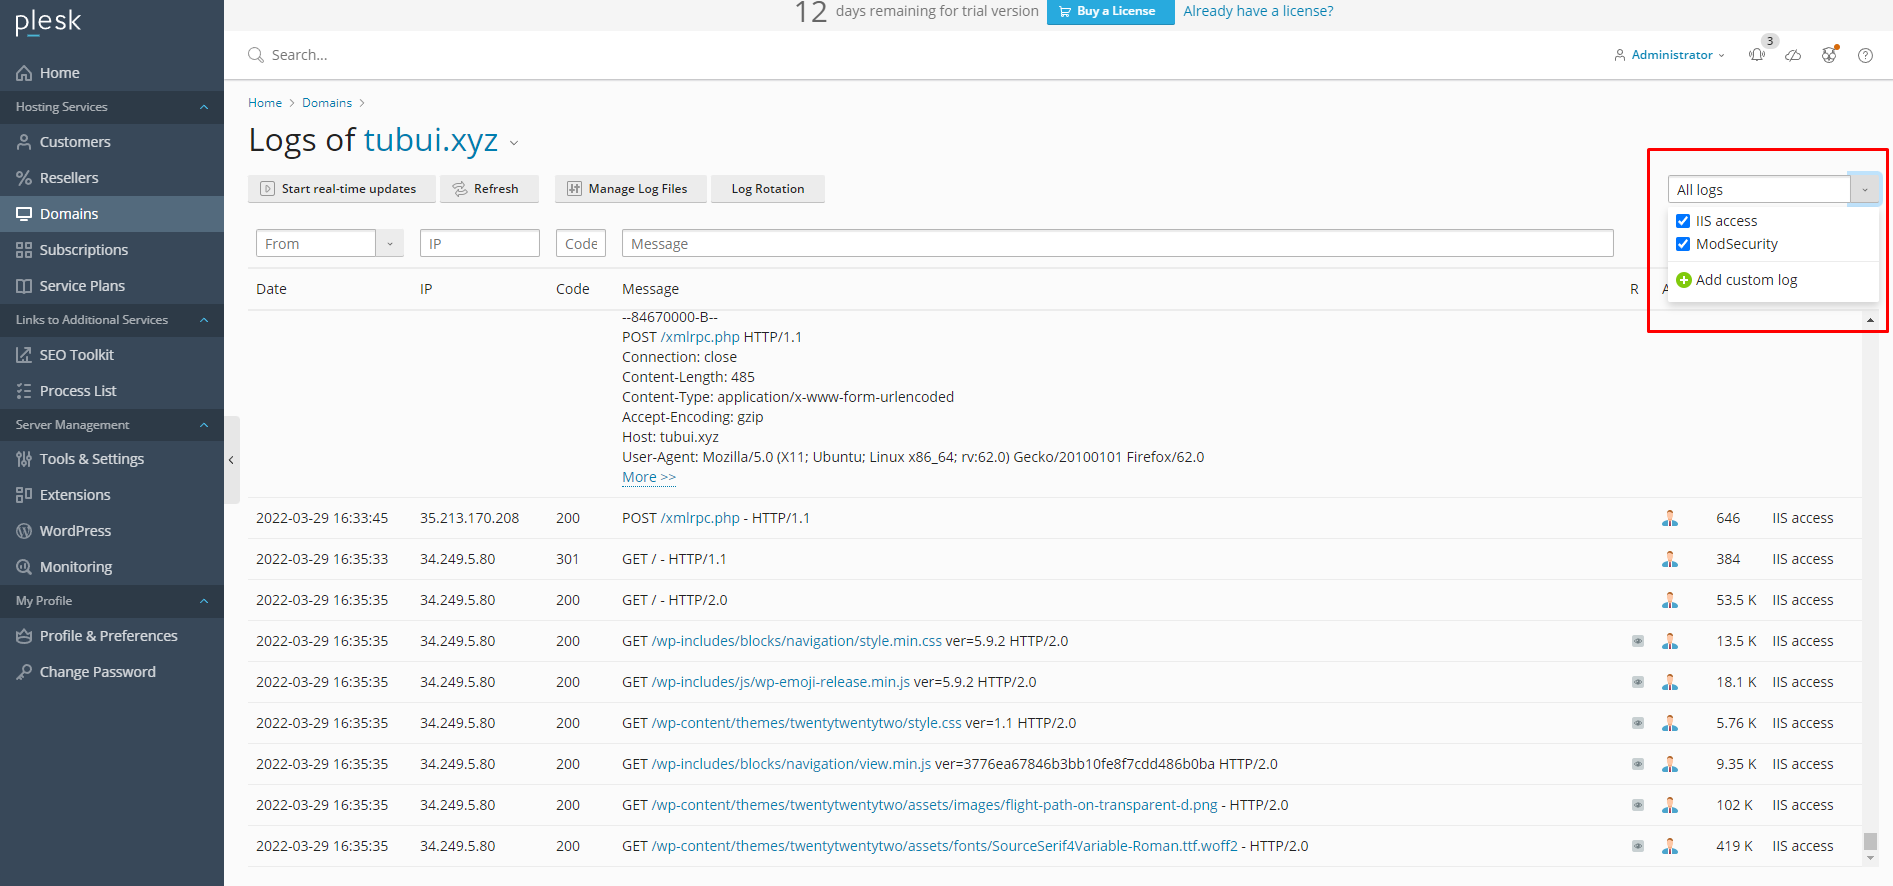 plesk
12 days remaining for trial version Buy a License Already have a license?
Search...
Administrator 3
Home
Hosting Services
Customers
Resellers
Domains
Subscriptions
Service Plans
Links to Additional Services
SEO Toolkit
Process List
Server Management
Tools & Settings
Extensions
WordPress
Monitoring
My Profile
Profile & Preferences
Change Password
Home > Domains >
Logs of tubui.xyz
Start real-time updates Refresh Manage Log Files Log Rotation
All logs
IIS access
ModSecurity
Add custom log
From IP Code Message
Date IP Code Message R A
--84670000-B--
POST /xmlrpc.php HTTP/1.1
Connection: close
Content-Length: 485
Content-Type: application/x-www-form-urlencoded
Accept-Encoding: gzip
Host: tubui.xyz
User-Agent: Mozilla/5.0 (X11; Ubuntu; Linux x86_64; rv:62.0) Gecko/20100101 Firefox/62.0
More >>
2022-03-29 16:33:45 35.213.170.208 200 POST /xmlrpc.php - HTTP/1.1 646 IIS access
2022-03-29 16:35:33 34.249.5.80 301 GET / - HTTP/1.1 384 IIS access
2022-03-29 16:35:35 34.249.5.80 200 GET / - HTTP/2.0 53.5 K IIS access
2022-03-29 16:35:35 34.249.5.80 200 GET /wp-includes/blocks/navigation/style.min.css ver=5.9.2 HTTP/2.0 13.5 K IIS access
2022-03-29 16:35:35 34.249.5.80 200 GET /wp-includes/js/wp-emoji-release.min.js ver=5.9.2 HTTP/2.0 18.1 K IIS access
2022-03-29 16:35:35 34.249.5.80 200 GET /wp-content/themes/twentytwentytwo/style.css ver=1.1 HTTP/2.0 5.76 K IIS access
2022-03-29 16:35:35 34.249.5.80 200 GET /wp-includes/blocks/navigation/view.min.js ver=3776ea67846b3bb10fe8f7cdd486b0ba HTTP/2.0 9.35 K IIS access
2022-03-29 16:35:35 34.249.5.80 200 GET /wp-content/themes/twentytwentytwo/assets/images/flight-path-on-transparent-d.png - HTTP/2.0 102 K IIS access
2022-03-29 16:35:35 34.249.5.80 200 GET /wp-content/themes/twentytwentytwo/assets/fonts/SourceSerif4Variable-Roman.ttf.woff2 - HTTP/2.0 419 K IIS access